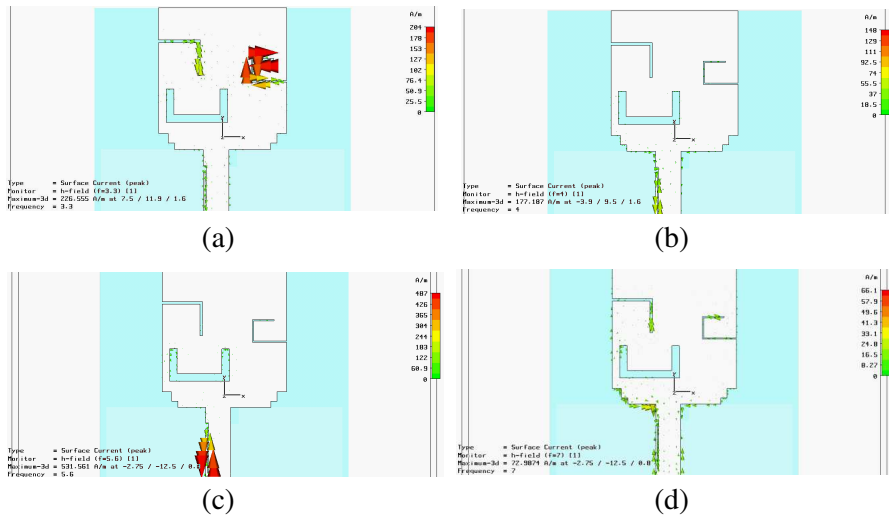 A/m
204
178
153
127
102
76.4
50.9
25.5
0
y
x
Type = Surface Current (peak)
Monitor = h-field (f=3.3) [1]
Maximum-3d = 226.555 A/m at 7.5 / 11.9 / 1.6
Frequency = 3.3
(a)
A/m
148
129
111
92.5
74
55.5
37
18.5
0
x
Type = Surface Current (peak)
Monitor = h-field (f=4) [1]
Maximum-3d = 177.187 A/m at -3.9 / 9.5 / 1.6
Frequency = 4
(b)
A/m
487
426
365
304
244
183
122
60.9
0
x
Type = Surface Current (peak)
Monitor = h-field (f=5.6) [1]
Maximum-3d = 531.561 A/m at -2.75 / -12.5 /
Frequency = 5.6
(c)
A/m
66.1
57.9
49.6
41.3
33.1
24.8
16.5
8.27
0
x
Type = Surface Current (peak)
Monitor = h-field (f=7) [1]
Maximum-3d = 72.9874 A/m at -2.75 / -12.5 / 0.8
Frequency = 7
(d)